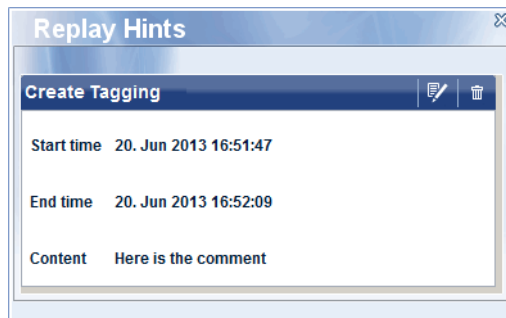 Replay Hints
Create Tagging
Start time 20. Jun 2013 16:51:47
End time 20. Jun 2013 16:52:09
Content Here is the comment